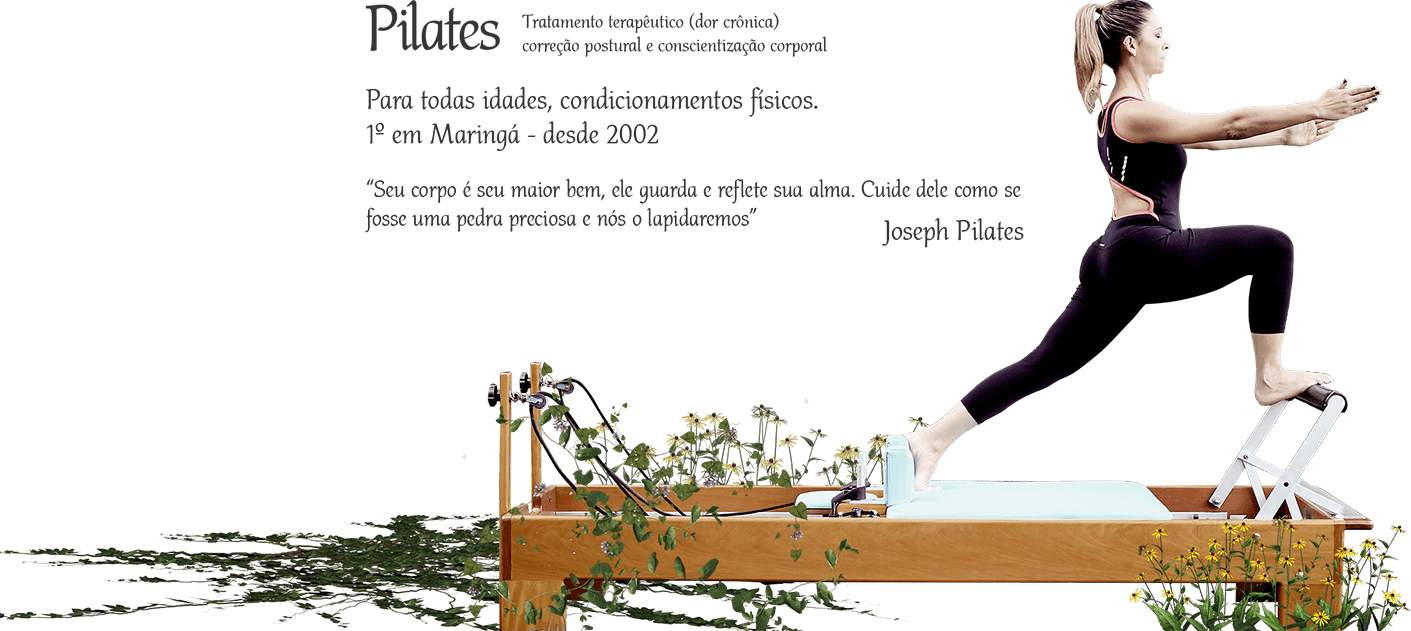 Pilates
Tratamento terapêutico (dor crônica)
correção postural e conscientização corporal
Para todas idades, condicionamentos físicos.
1º em Maringá - desde 2002
“Seu corpo é seu maior bem, ele guarda e reflete sua alma. Cuide dele como se
fosse uma pedra preciosa e nós o lapidaremos”
Joseph Pilates